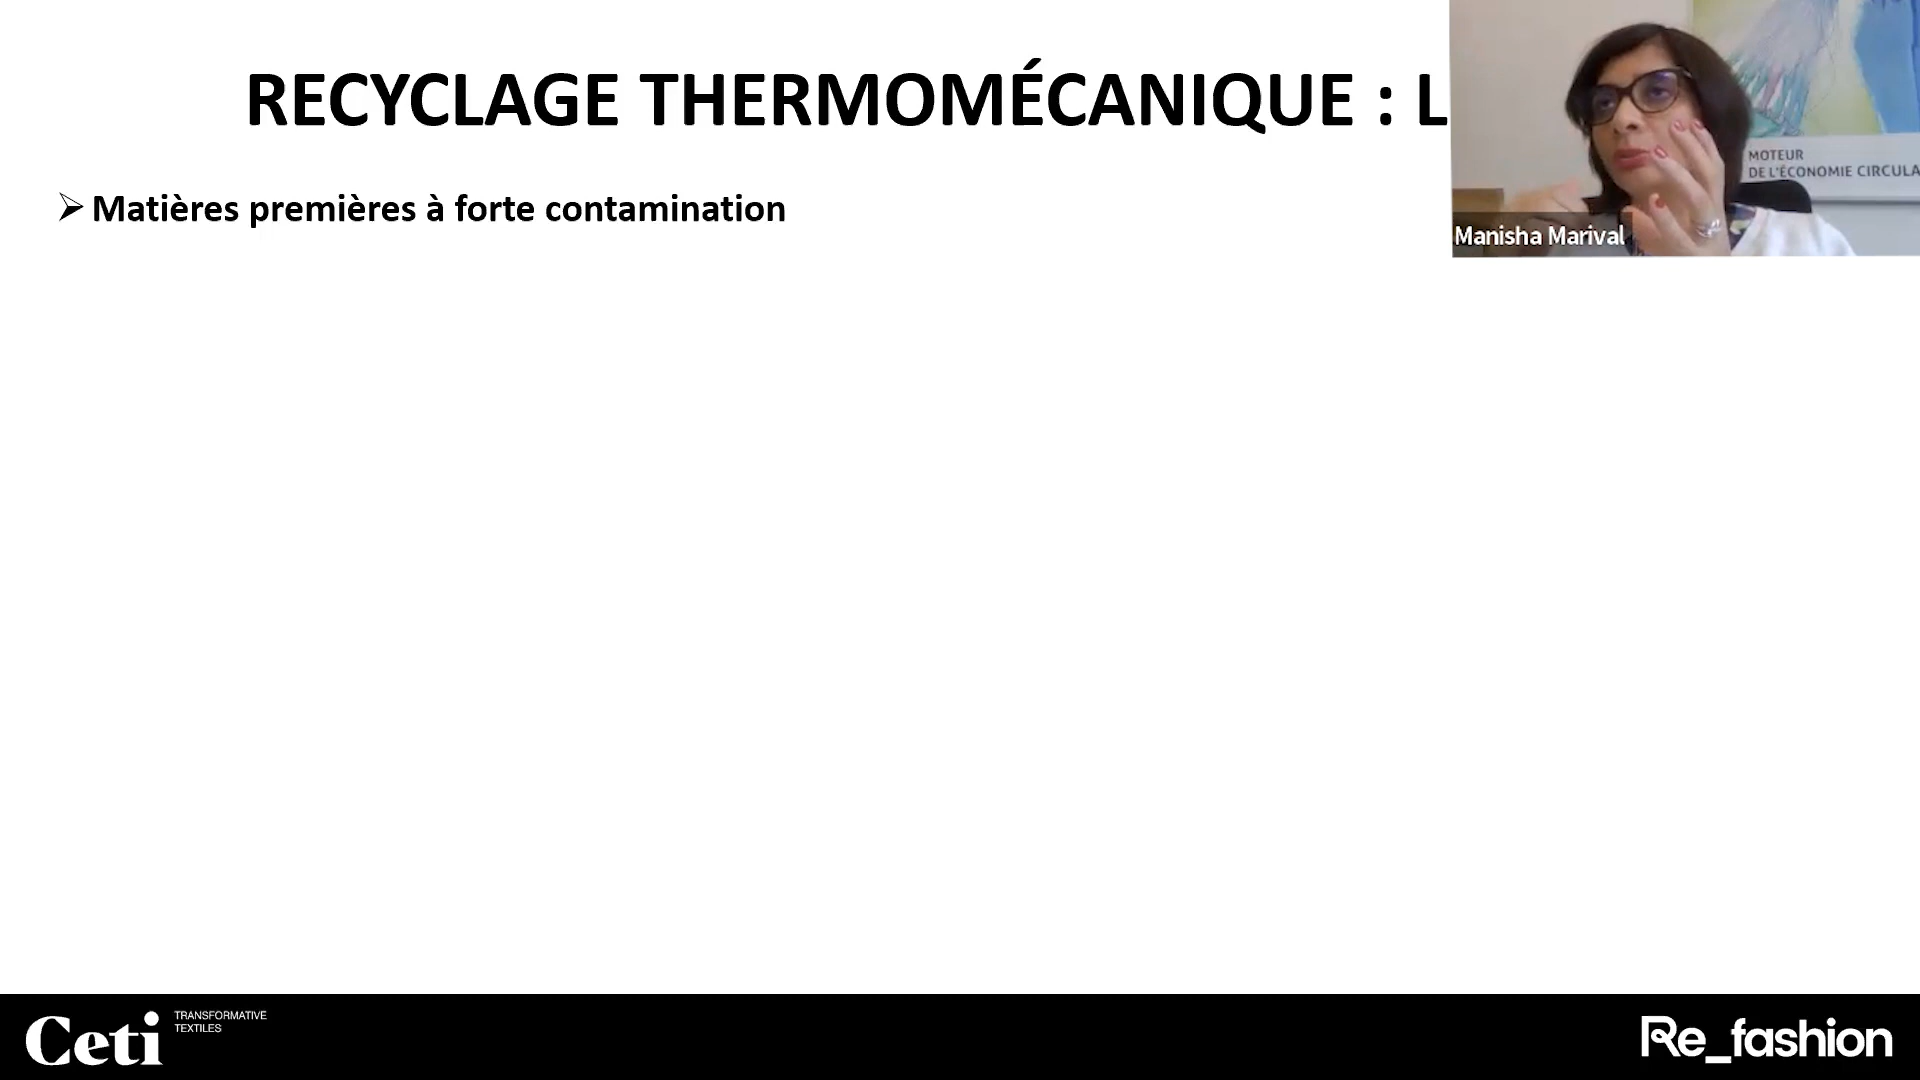 RECYCLAGE THERMOMÉCANIQUE : L
Matières premières à forte contamination
MOTEUR
DE L'ÉCONOMIE CIRCULA
Manisha Marival
Ceti TRANSFORMATIVE
TEXTILES
Re_fashion